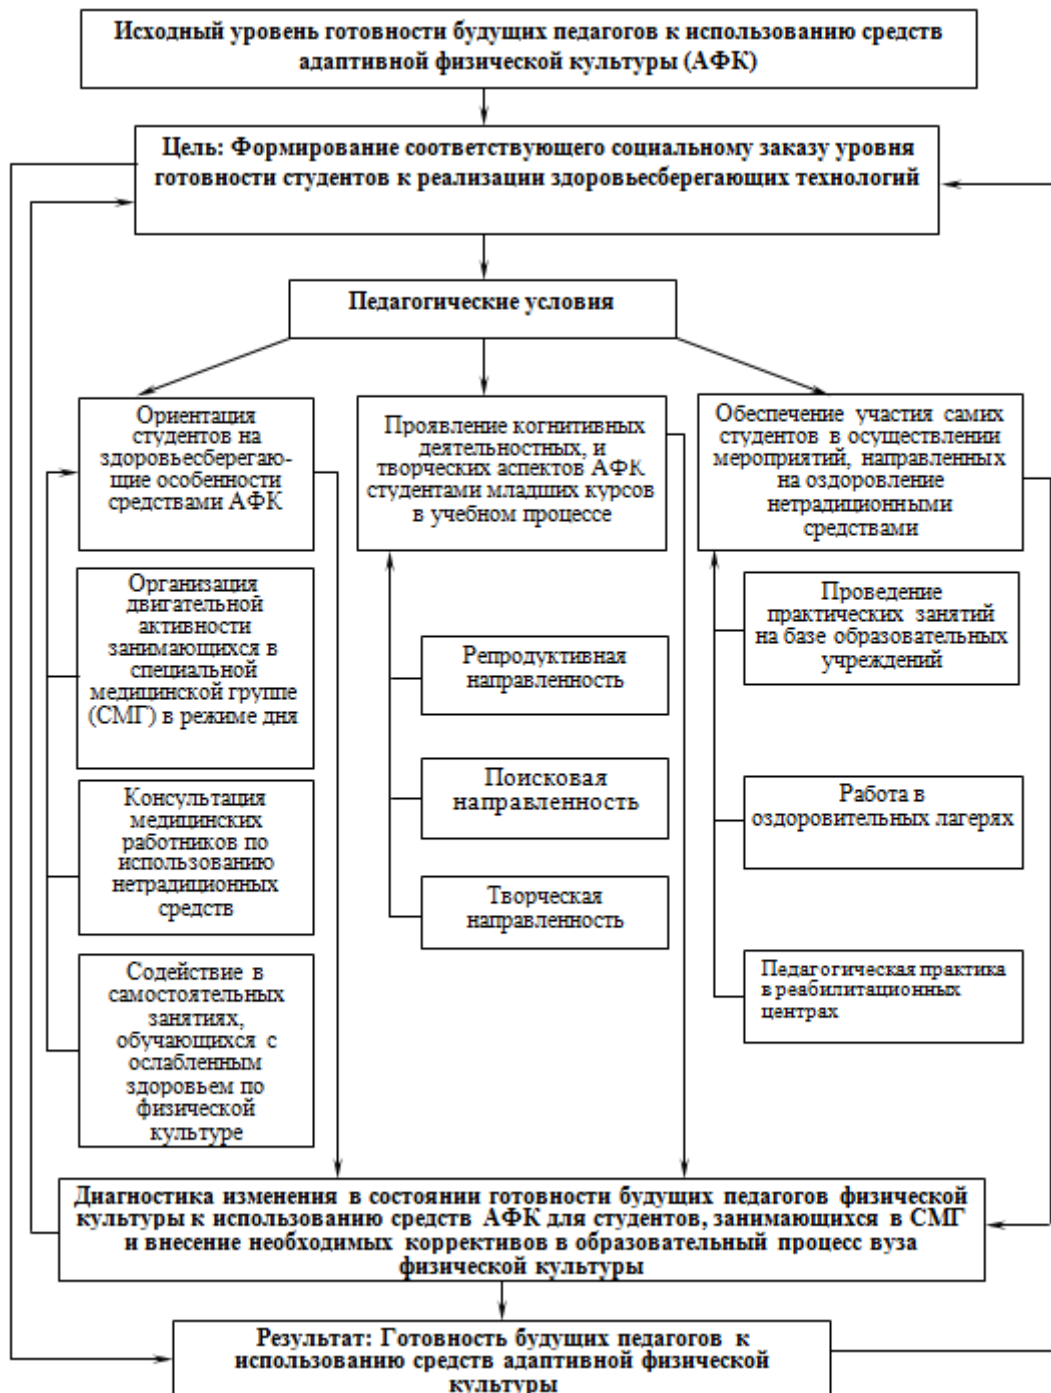 Исходный уровень готовности будущих педагогов к использованию средств
адаптивной физической культуры (АФК)
Цель: Формирование соответствующего социальному заказу уровня
готовности студентов к реализации здоровьесберегающих технологий
Педагогические условия
Ориентация
студентов на
здоровьесберегаю-
щие особенности
средствами АФК
Организация
двигательной
активности
занимающихся в
специальной
медицинской группе
(СМГ) в режиме дня
Консультация
медицинских
работников по
использованию
нетрадиционных
средств
Содействие в
самостоятельных
занятиях,
обучающихся с
ослабленным
здоровьем по
физической
культуре
Проявление когнитивных
деятельностных, и
творческих аспектов АФК
студентами младших курсов
в учебном процессе
Репродуктивная
направленность
Поисковая
направленность
Творческая
направленность
Обеспечение участия самих
студентов в осуществлении
мероприятий, направленных
на оздоровление
нетрадиционными
средствами
Проведение
практических занятий
на базе образовательных
учреждений
Работа в
оздоровительных лагерях
Педагогическая практика
в реабилитационных
центрах
Диагностика изменения в состоянии готовности будущих педагогов физической
культуры к использованию средств АФК для студентов, занимающихся в СМГ
и внесение необходимых коррективов в образовательный процесс вуза
физической культуры
Результат: Готовность будущих педагогов к
использованию средств адаптивной физической
культуры